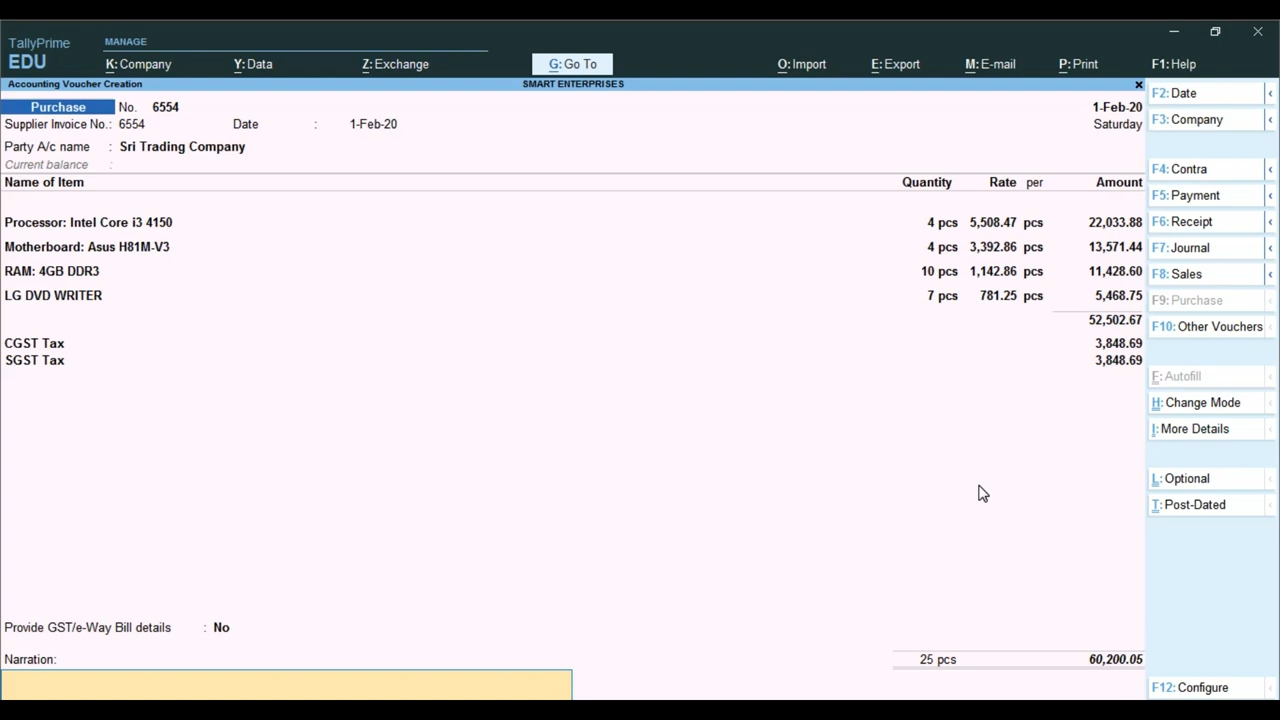 TallyPrime
EDU
MANAGE
K: Company
Y: Data
Z: Exchange
G: Go To
O: Import
E: Export
M: E-mail
P: Print
F1: Help
Accounting Voucher Creation
SMART ENTERPRISES
Purchase No. 6554
1-Feb-20
Supplier Invoice No.: 6554 Date : 1-Feb-20
Saturday
Party A/c name : Sri Trading Company
Current balance :
Name of Item Quantity Rate per Amount
Processor: Intel Core i3 4150 4 pcs 5,508.47 pcs 22,033.88
Motherboard: Asus H81M-V3 4 pcs 3,392.86 pcs 13,571.44
RAM: 4GB DDR3 10 pcs 1,142.86 pcs 11,428.60
LG DVD WRITER 7 pcs 781.25 pcs 5,468.75
52,502.67
CGST Tax 3,848.69
SGST Tax 3,848.69
Provide GST/e-Way Bill details : No
Narration: 25 pcs 60,200.05
F2: Date
F3: Company
F4: Contra
F5: Payment
F6: Receipt
F7: Journal
F8: Sales
F9: Purchase
F10: Other Vouchers
F: Autofill
H: Change Mode
I: More Details
L: Optional
T: Post-Dated
F12: Configure